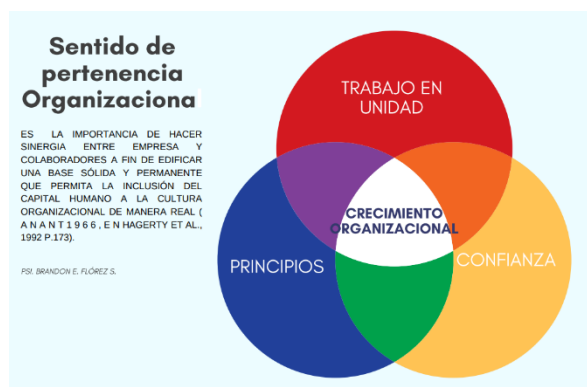 Sentido de
pertenencia
Organizaciona
ES LA IMPORTANCIA DE HACER
SINERGIA ENTRE EMPRESA Y
COLABORADORES A FIN DE EDIFICAR
UNA BASE SÓLIDA Y PERMANENTE
QUE PERMITA LA INCLUSIÓN DEL
CAPITAL HUMANO A LA CULTURA
ORGANIZACIONAL DE MANERA REAL (
A N A N T 1 9 6 6 , E N HAGERTY ET AL.,
1992 P.173).
PSI. BRANDON E. FLÓREZ S.
TRABAJO EN
UNIDAD
CRECIMIENTO
ORGANIZACIONAL
PRINCIPIOS
CONFIANZA